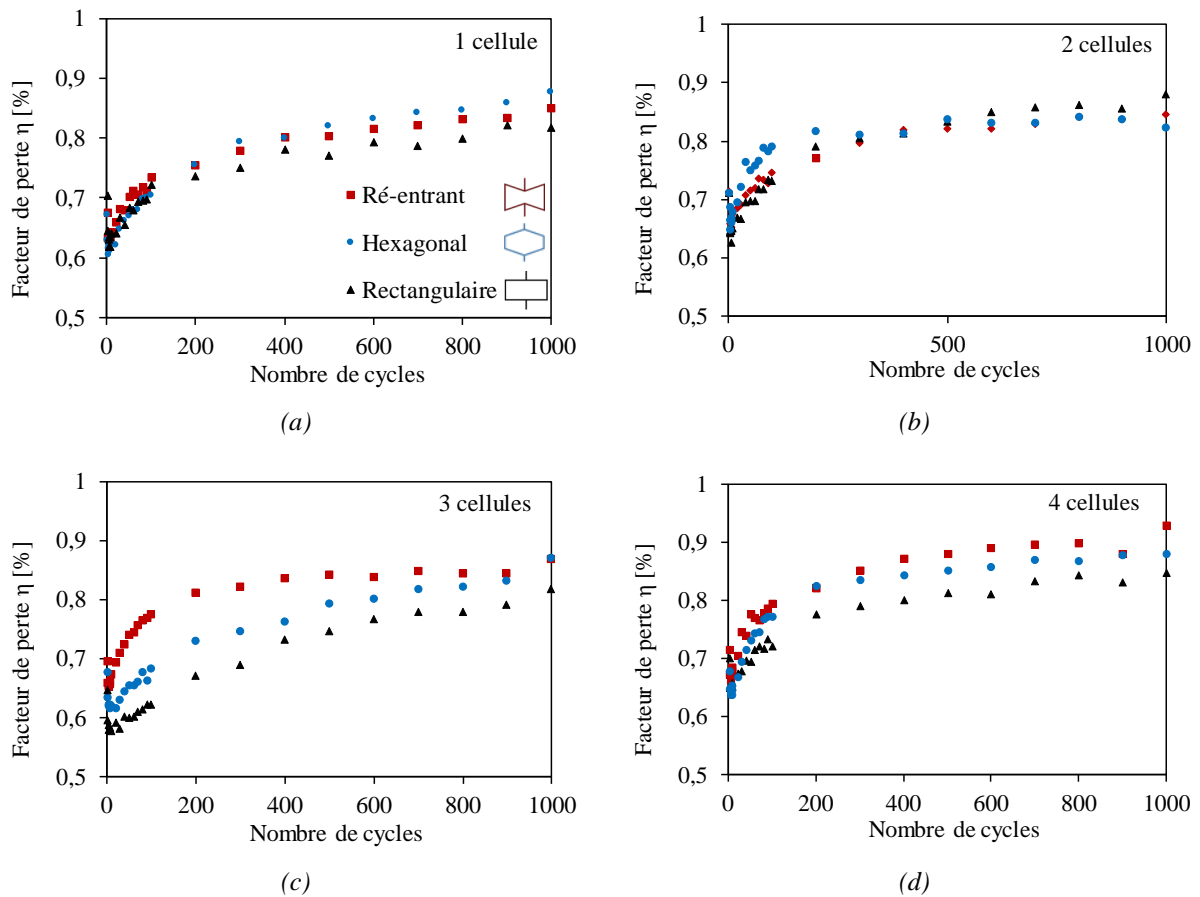 1 cellule
Facteur de perte η [%]
1
0,9
0,8
0,7
0,6
0,5
Ré-entrant
Hexagonal
Rectangulaire
0 200 400 600 800 1000
Nombre de cycles
(a)
2 cellules
Facteur de perte η [%]
1
0,9
0,8
0,7
0,6
0,5
0 500 1000
Nombre de cycles
(b)
3 cellules
Facteur de perte η [%]
1
0,9
0,8
0,7
0,6
0,5
0 200 400 600 800 1000
Nombre de cycles
(c)
4 cellules
Facteur de perte η [%]
1
0,9
0,8
0,7
0,6
0,5
0 200 400 600 800 1000
Nombre de cycles
(d)